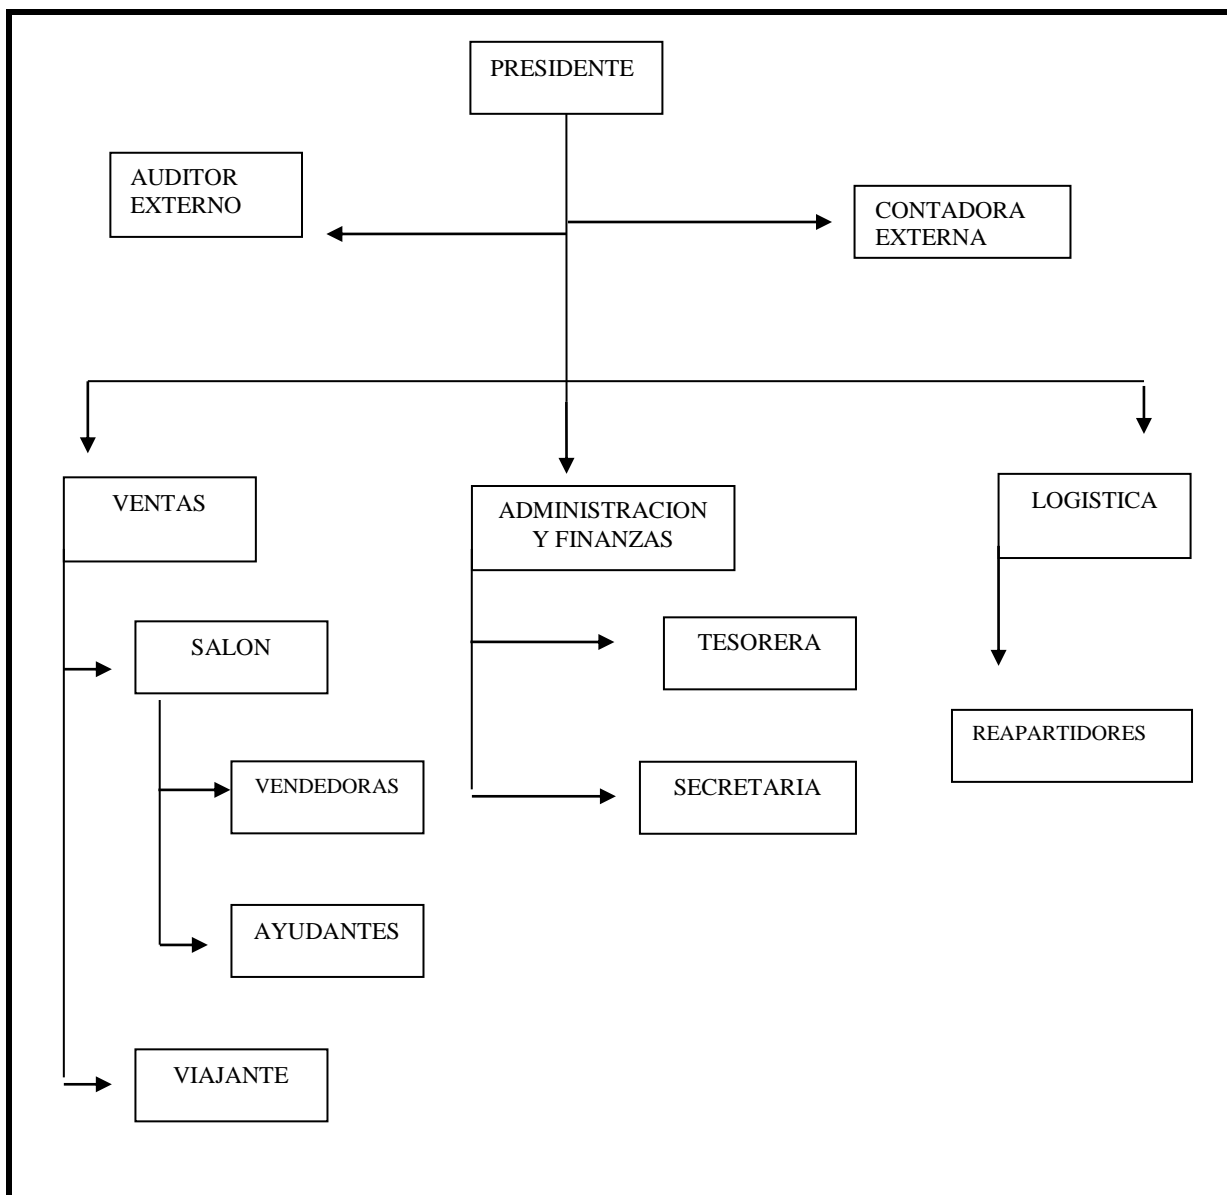 PRESIDENTE
AUDITOR
EXTERNO
CONTADORA
EXTERNA
VENTAS
ADMINISTRACION
Y FINANZAS
LOGISTICA
SALON
TESORERA
REAPARTIDORES
VENDEDORAS
SECRETARIA
AYUDANTES
VIAJANTE